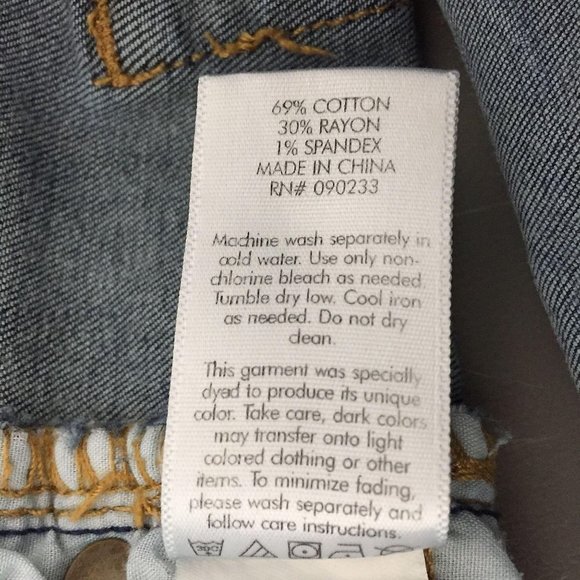 69% COTTON
30% RAYON
1% SPANDEX
MADE IN CHINA
RN# 090233
Machine wash separately in
cold water. Use only non-
chlorine bleach as needed.
Tumble dry low. Cool iron
as needed. Do not dry
clean.
This garment was specially
dyed to produce its unique
color. Take care, dark colors
may transfer onto light
colored clothing or other
items. To minimize fading,
please wash separately and
follow care instructions.